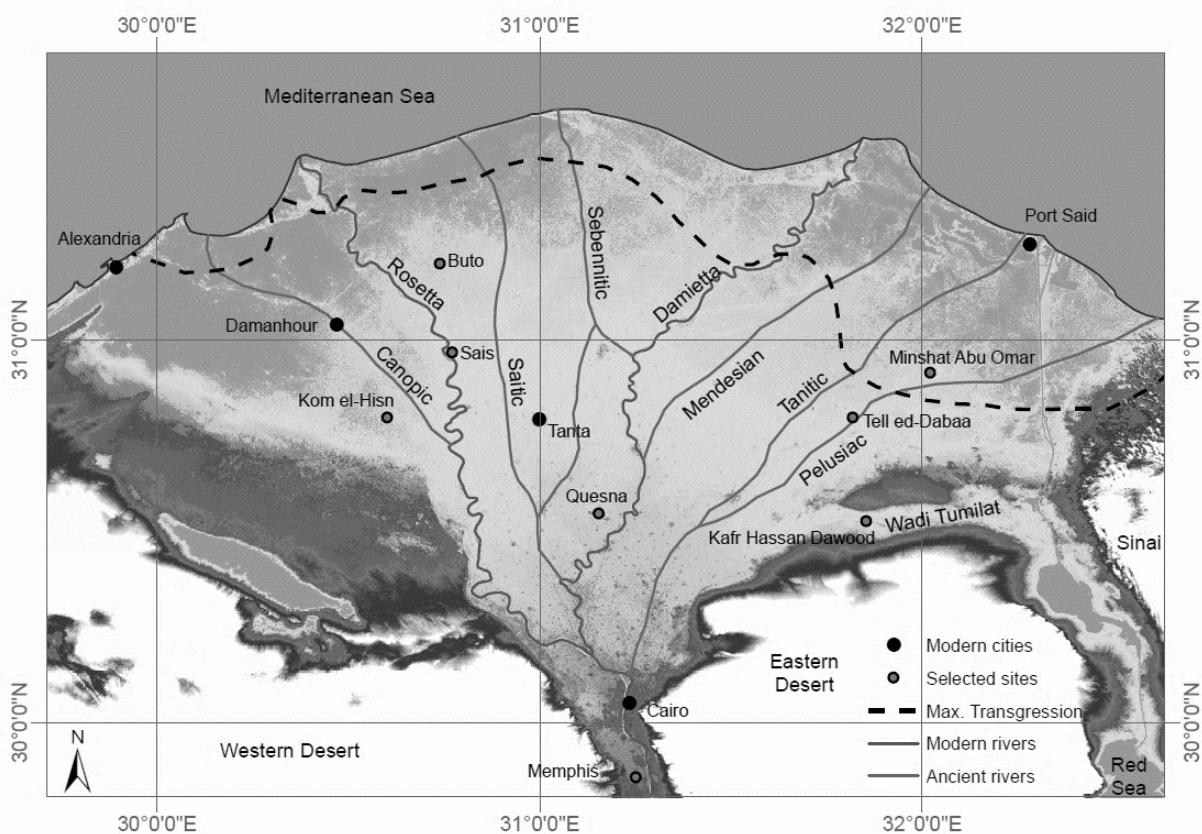 30°0'0"E
31°0'0"E
32°0'0"E
Mediterranean Sea
Alexandria
Port Said
Buto
Rosetta
Sebennitic
Damietta
31°0'0"N
31°0'0"N
Damanhour
Sais
Canopic
Saitic
Mendesian
Tanitic
Minshat Abu Omar
Kom el-Hisn
Tanta
Tell ed-Dabaa
Pelusiac
Quesna
Wadi Tumilat
Kafr Hassan Dawood
Sinai
Modern cities
Eastern
Desert
Selected sites
Cairo
Max. Transgression
30°0'0"N
30°0'0"N
N
Western Desert
Modern rivers
Memphis
Ancient rivers
Red
Sea
30°0'0"E
31°0'0"E
32°0'0"E